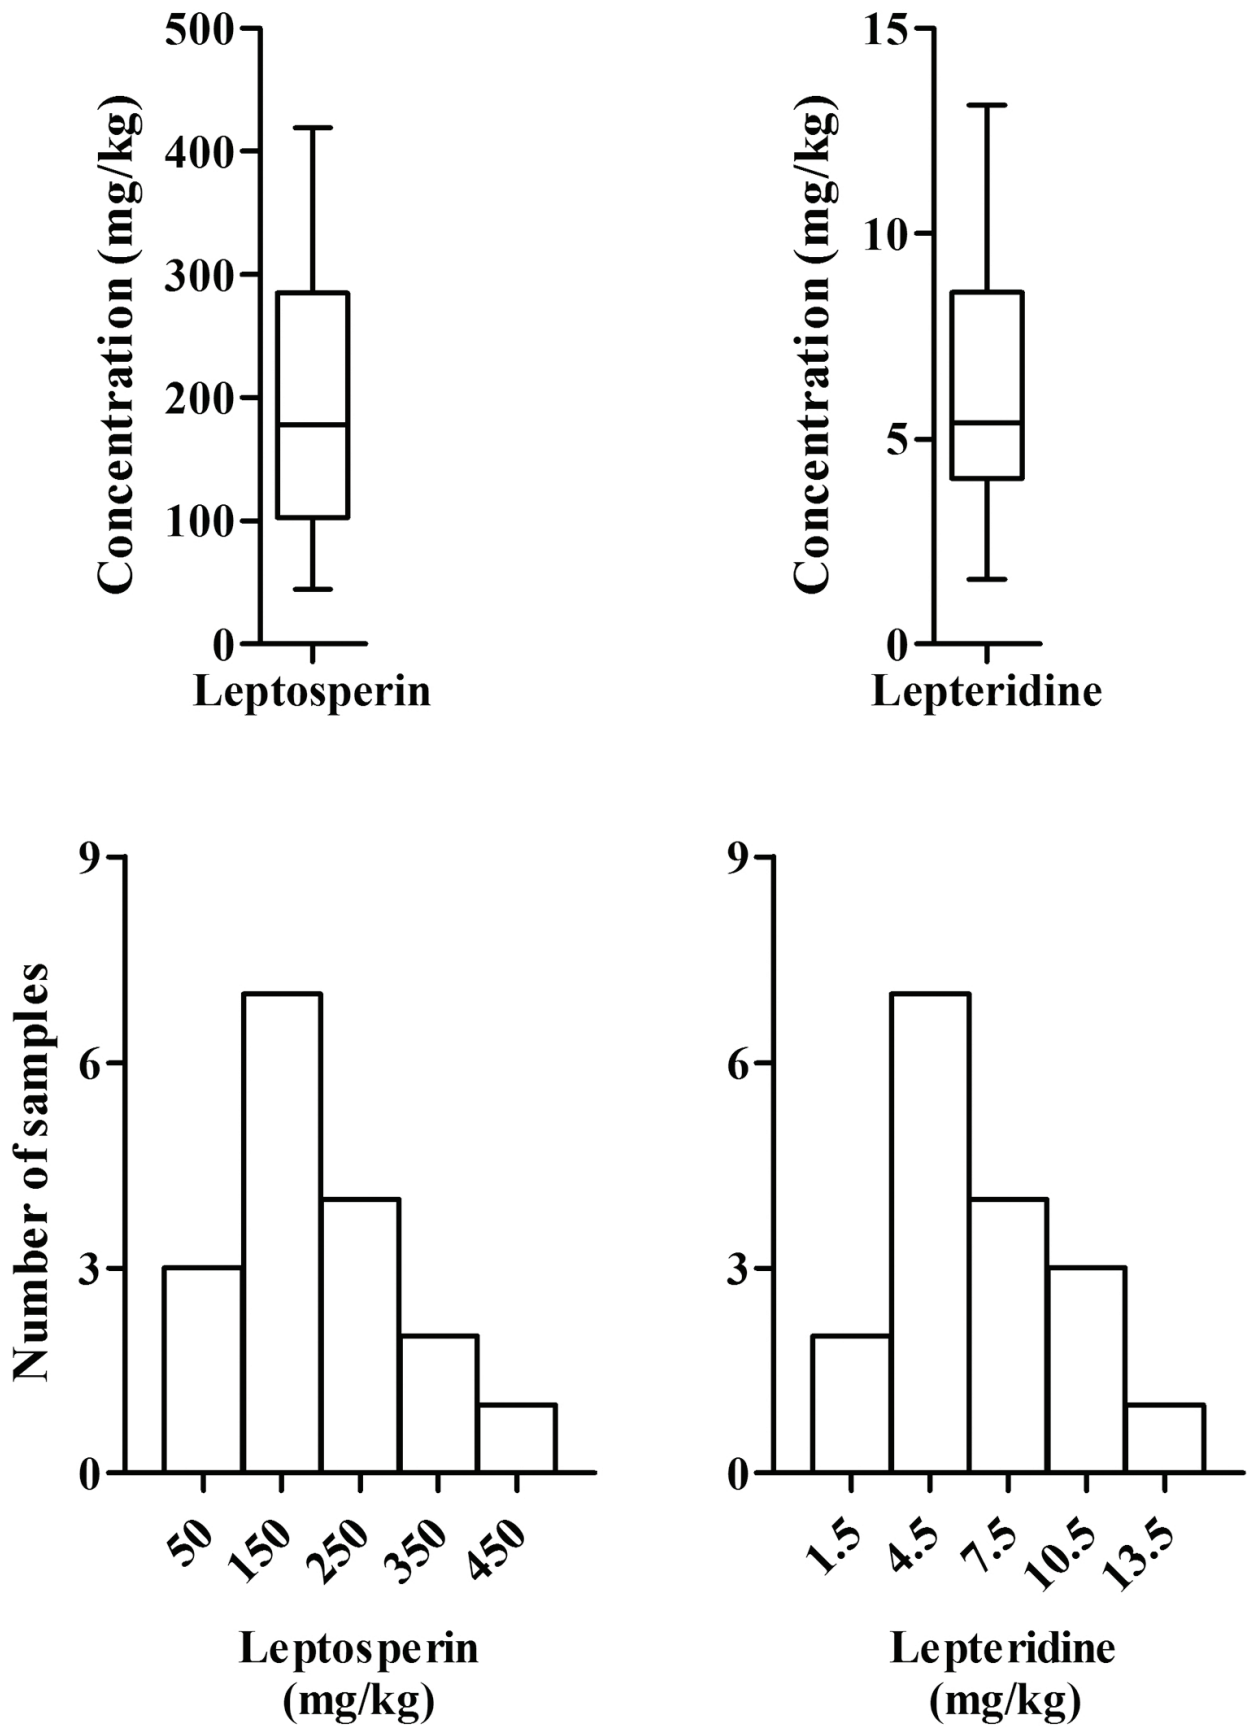 500
400
300
200
100
0
Concentration (mg/kg)
Leptosperin
15
10
5
0
Concentration (mg/kg)
Lepteridine
9
6
3
0
Number of samples
50 150 250 350 450
Leptosperin
(mg/kg)
9
6
3
0
1.5 4.5 7.5 10.5 13.5
Lepteridine
(mg/kg)